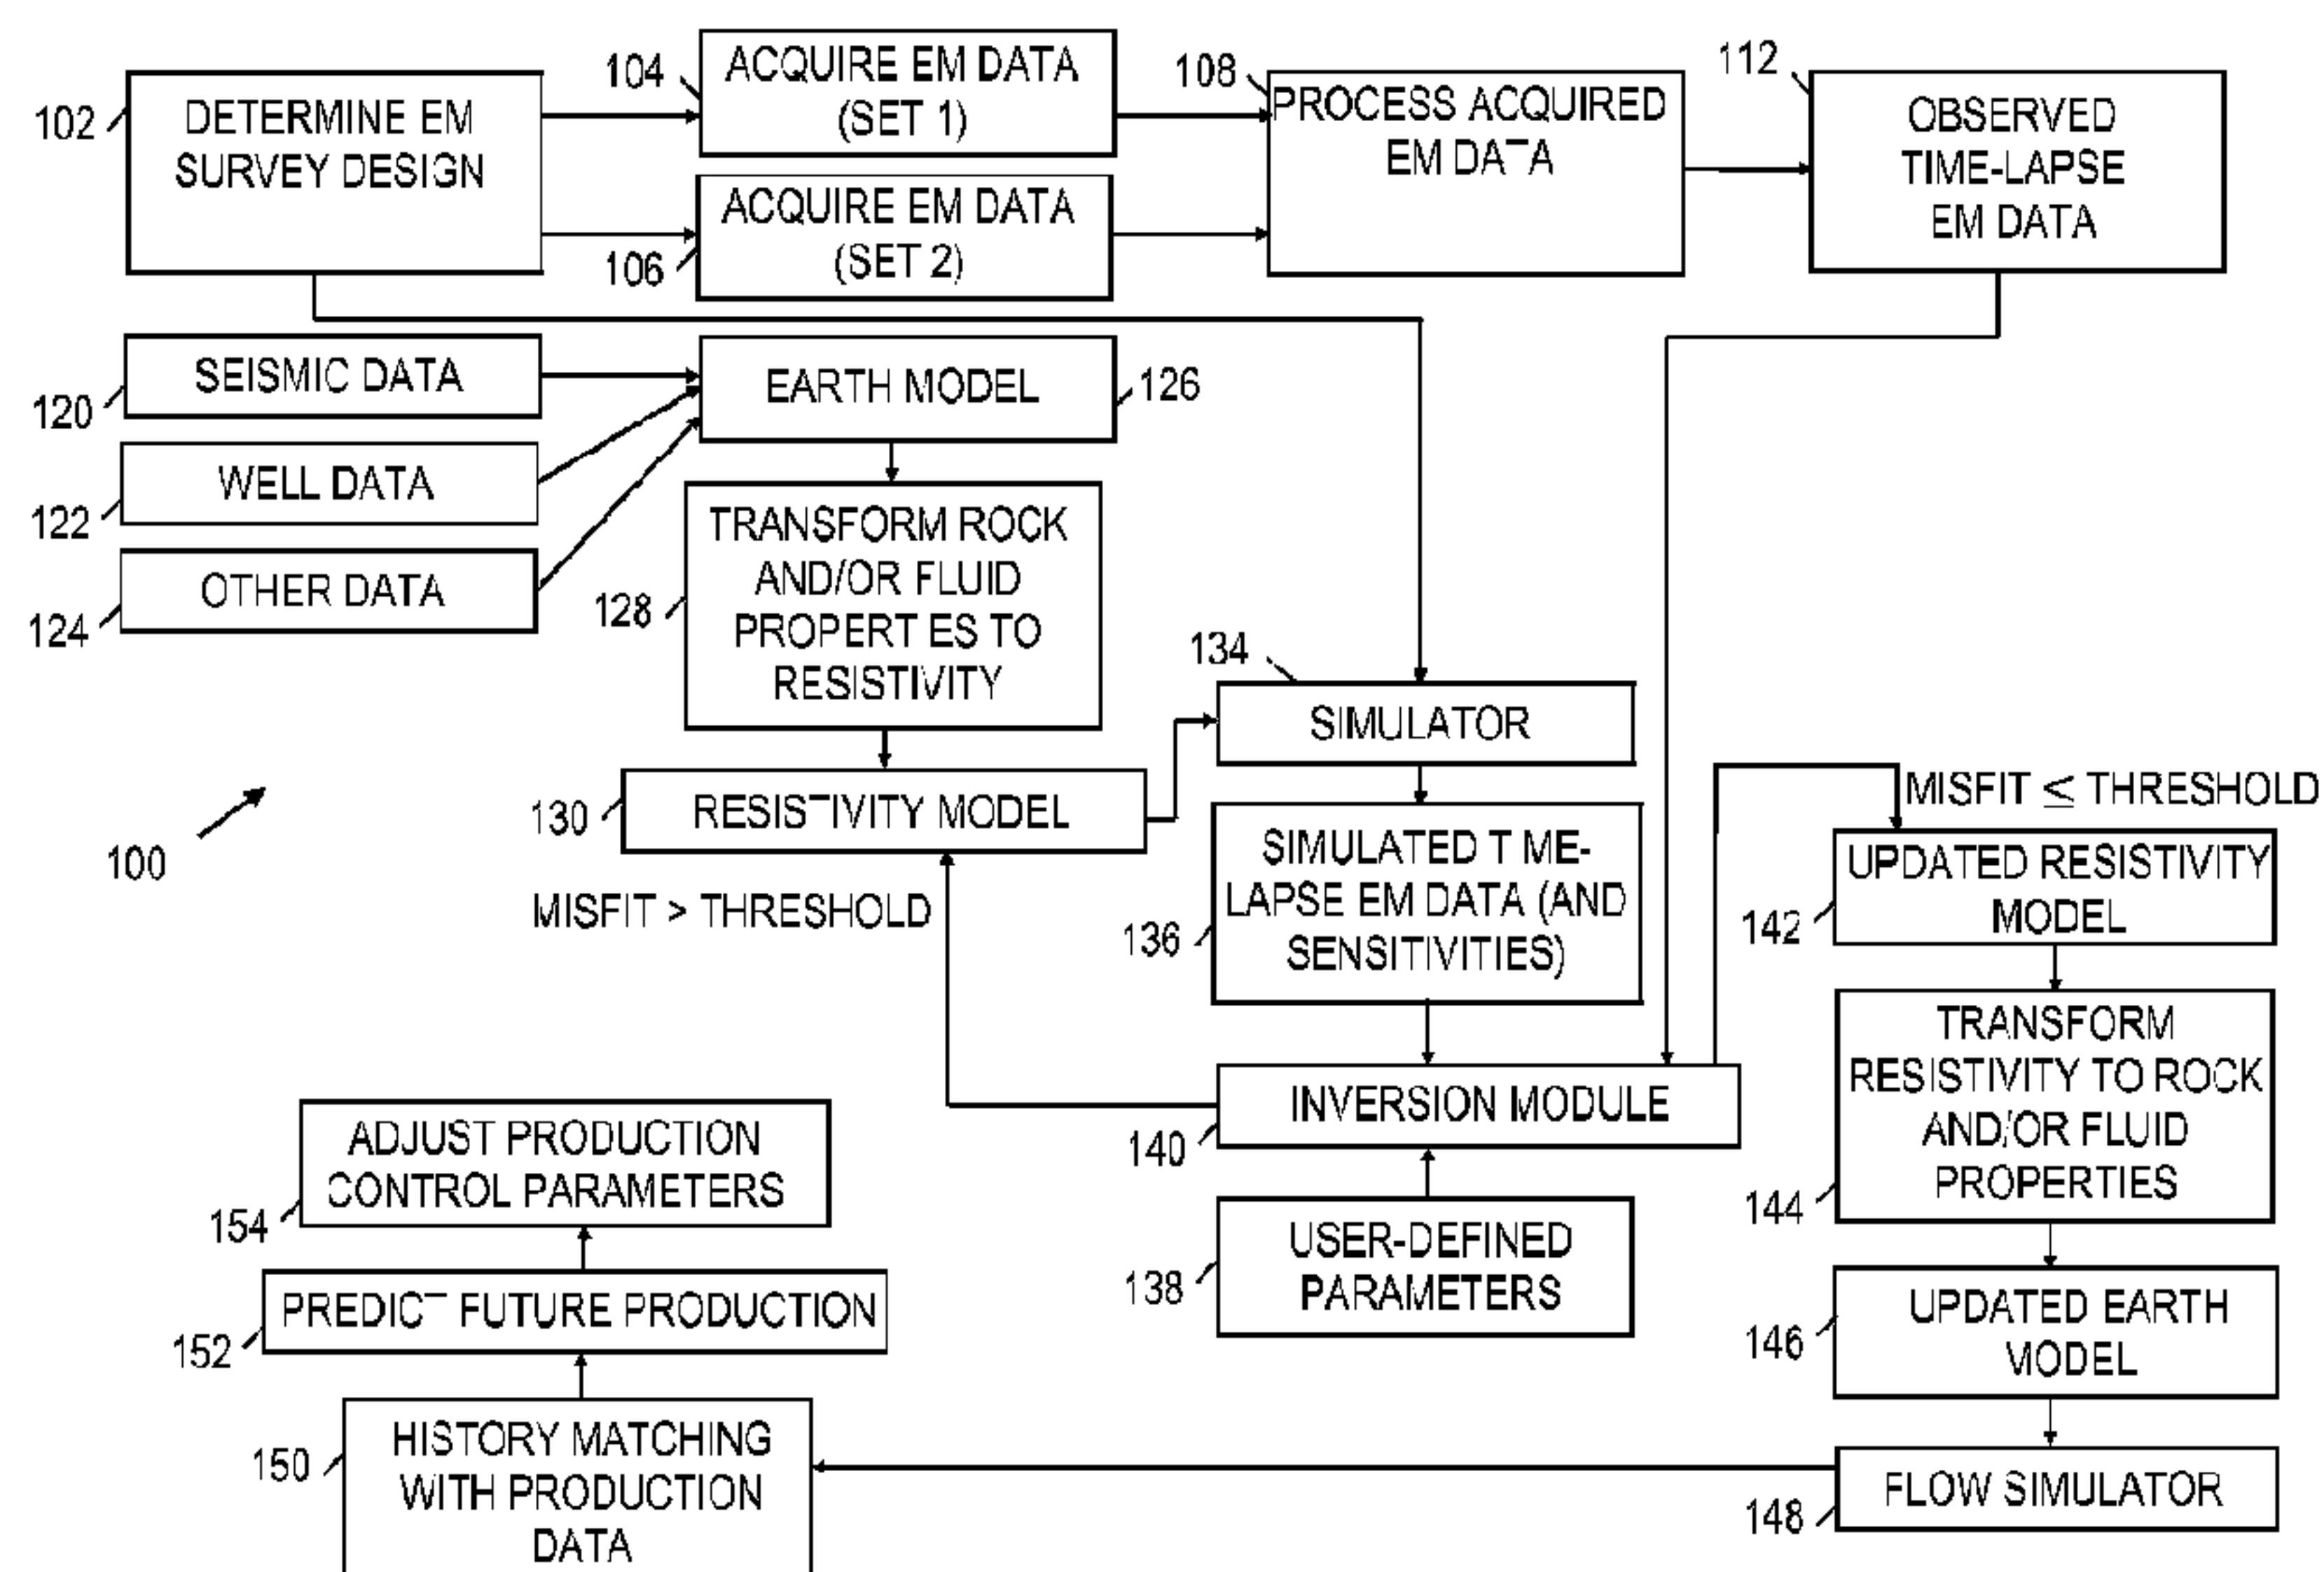 102
DETERMINE EM
SURVEY DESIGN
104
ACQUIRE EM DATA
(SET 1)
106
ACQUIRE EM DATA
(SET 2)
108
PROCESS ACQUIRED
EM DATA
112
OBSERVED
TIME-LAPSE
EM DATA
120
SEISMIC DATA
122
WELL DATA
124
OTHER DATA
EARTH MODEL
126
128
TRANSFORM ROCK
AND/OR FLUID
PROPERT ES TO
RESISTIVITY
130
RESISTIVITY MODEL
134
SIMULATOR
136
SIMULATED T ME-
LAPSE EM DATA (AND
SENSITIVITIES)
100
MISFIT > THRESHOLD
MISFIT ≤ THRESHOLD
140
INVERSION MODULE
138
USER-DEFINED
PARAMETERS
142
UPDATED RESISTIVITY
MODEL
144
TRANSFORM
RESISTIVITY TO ROCK
AND/OR FLUID
PROPERTIES
146
UPDATED EARTH
MODEL
148
FLOW SIMULATOR
150
HISTORY MATCHING
WITH PRODUCTION
DATA
152
PREDICT FUTURE PRODUCTION
154
ADJUST PRODUCTION
CONTROL PARAMETERS